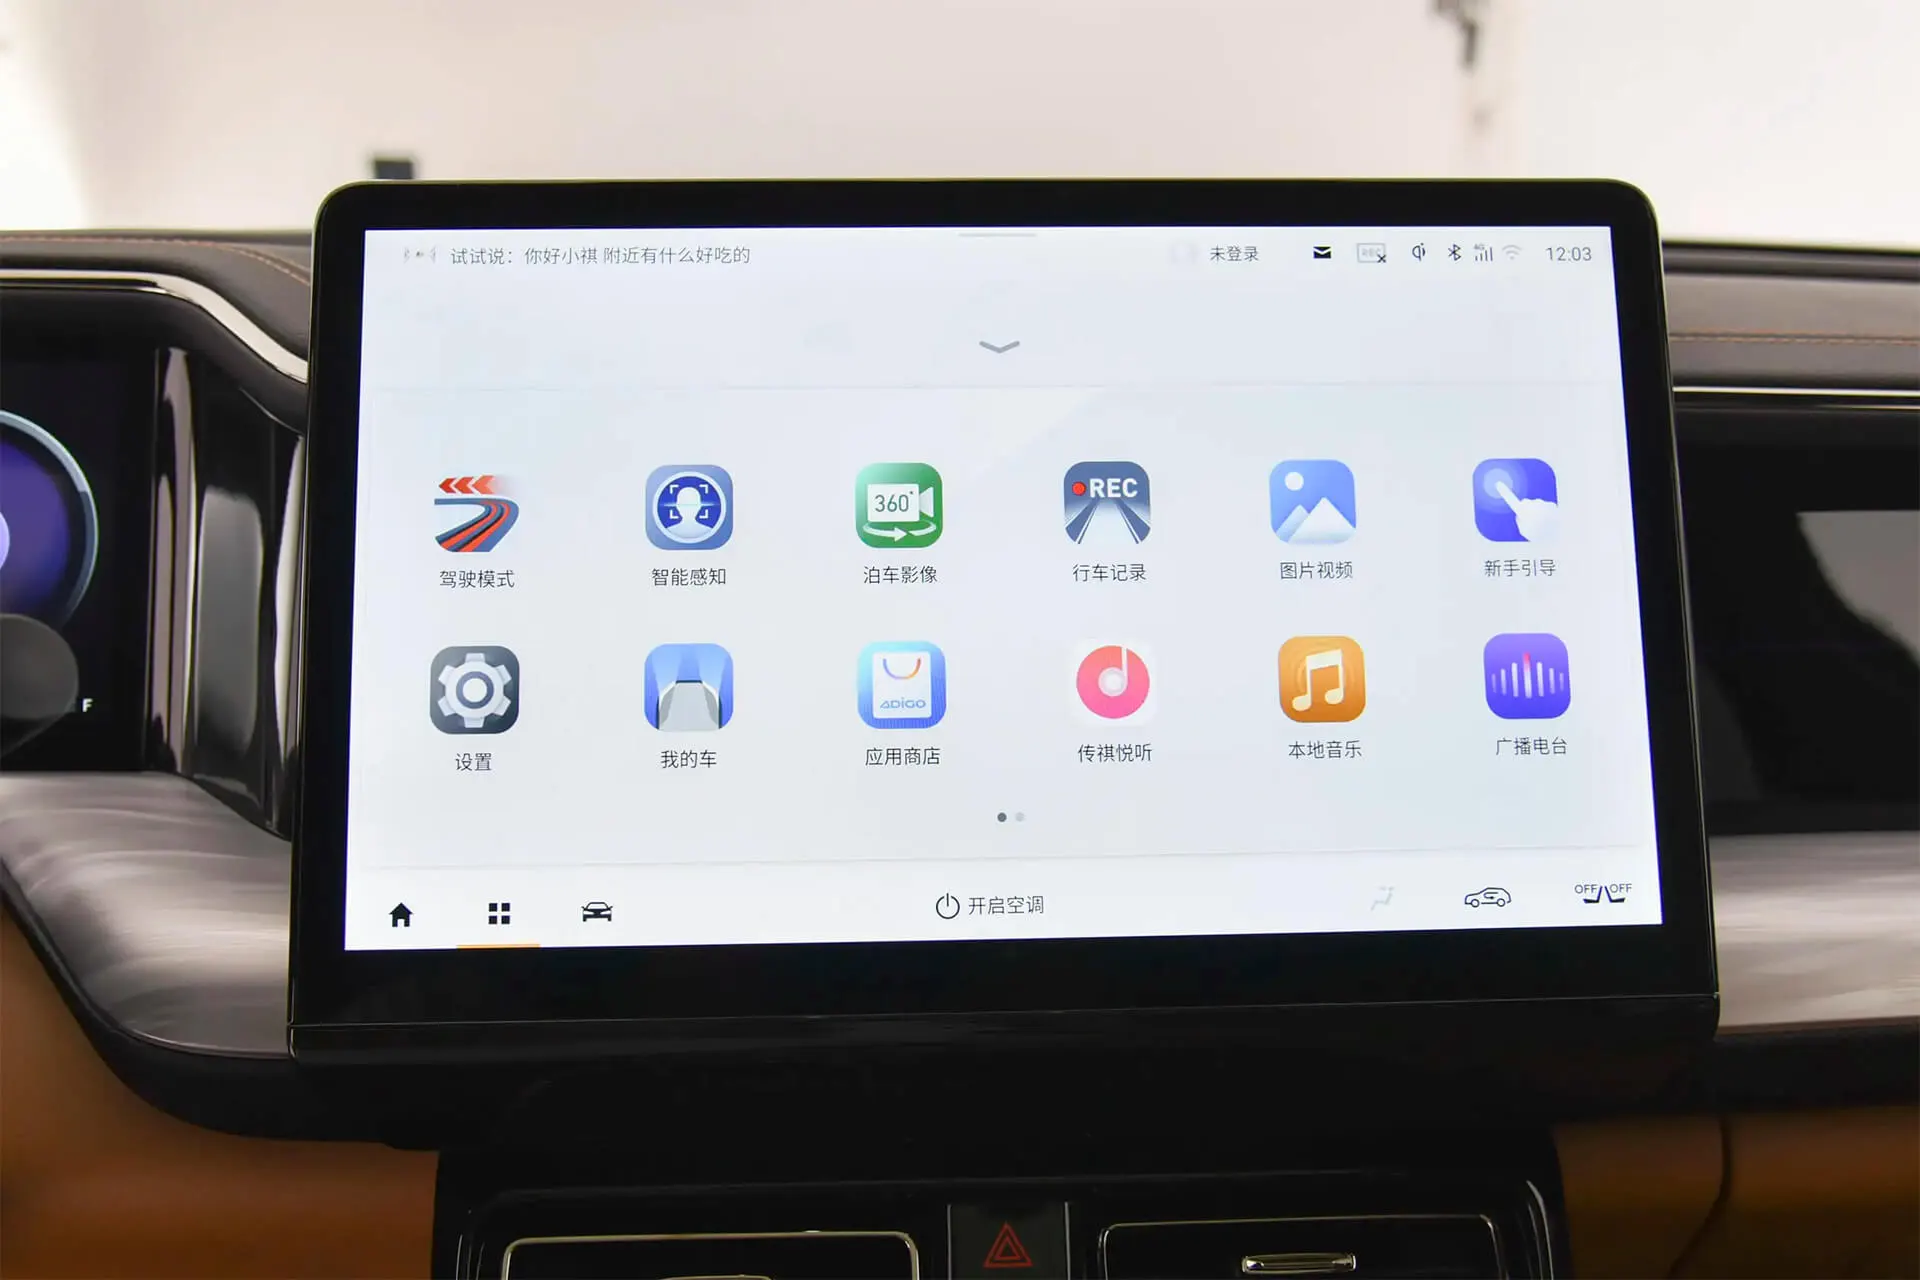 试试说：你好小祺 附近有什么好吃的
未登录
REC
4G
12:03
360°
REC
驾驶模式
智能感知
泊车影像
行车记录
图片视频
新手引导
ADiGO
设置
我的车
应用商店
传祺悦听
本地音乐
广播电台
开启空调
OFF OFF
F